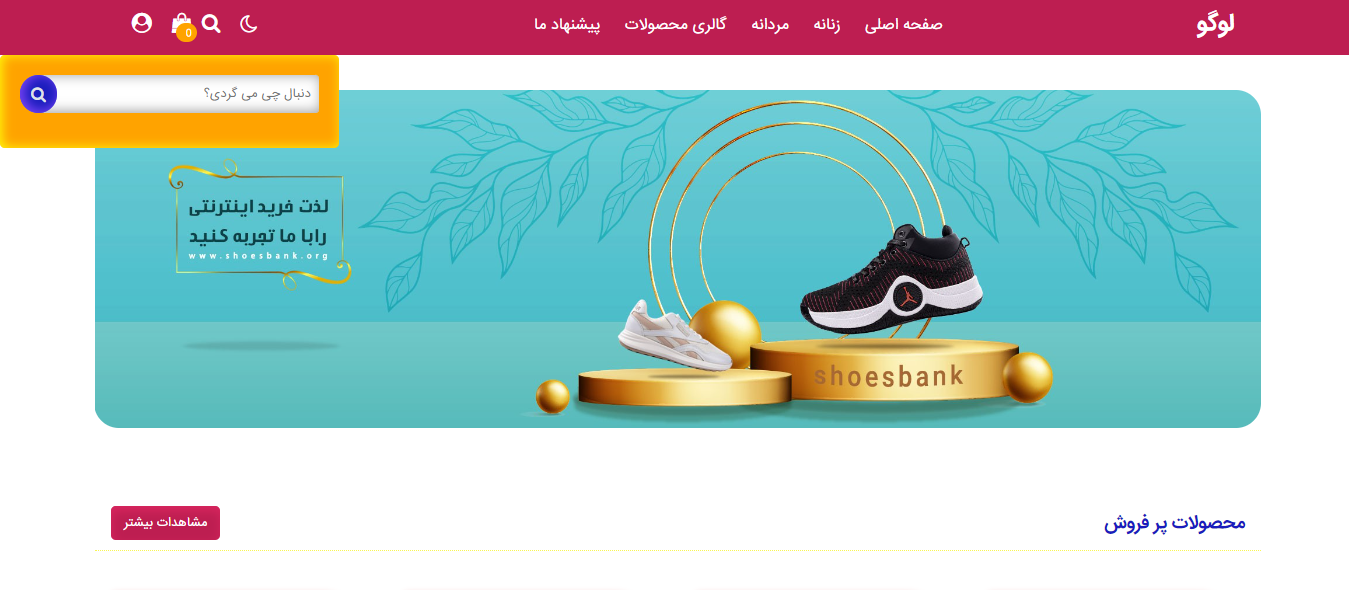 لوگو
صفحه اصلی
زنانه
مردانه
گالری محصولات
پیشنهاد ما
0
دنبال چی می گردی؟
لذت خرید اینترنتی
رابا ما تجربه کنید
www.shoesbank.org
shoesbank
محصولات پر فروش
مشاهدات بیشتر